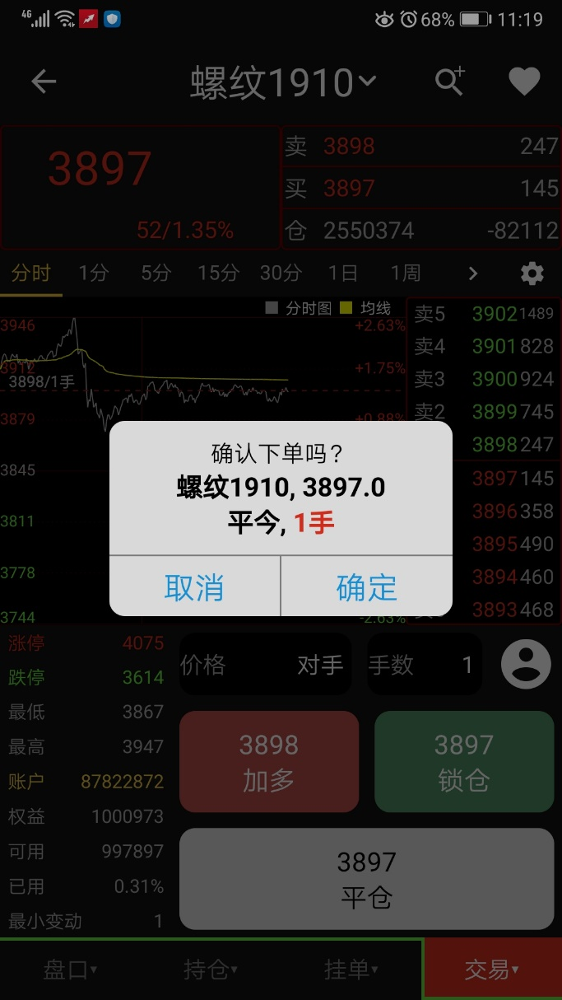 4G 68% 11:19
螺纹1910
3897
52/1.35%
卖 3898 247
买 3897 145
仓 2550374 -82112
分时 1分 5分 15分 30分 1日 1周
分时图 均线
3946 +2.63%
3912 +1.75%
3898/1手
3879 +0.88%
3845
3811
3778
3744 -2.63%
卖5 3902 1489
卖4 3901 828
卖3 3900 924
卖2 3899 745
3898 247
3897 145
3896 358
3895 490
3894 460
3893 468
确认下单吗？
螺纹1910, 3897.0
平今, 1手
取消 确定
涨停 4075
跌停 3614
最低 3867
最高 3947
账户 87822872
权益 1000973
可用 997897
已用 0.31%
最小变动 1
价格 对手 手数 1
3898
加多
3897
锁仓
3897
平仓
盘口 持仓 挂单 交易